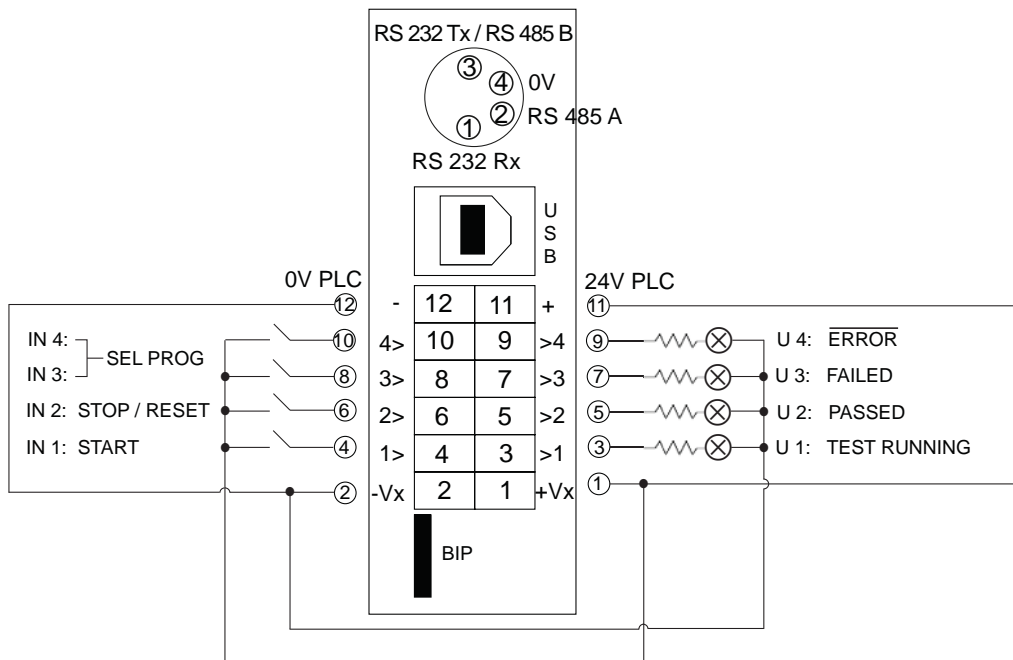 RS 232 Tx / RS 485 B
3
4 0V
2 RS 485 A
1
RS 232 Rx
USB
0V PLC 24V PLC
12 - 12 11 + 11
IN 4: 10 4> 10 9 >4 9 U 4: ERROR
SEL PROG
IN 3: 8 3> 8 7 >3 7 U 3: FAILED
IN 2: STOP / RESET 6 2> 6 5 >2 5 U 2: PASSED
IN 1: START 4 1> 4 3 >1 3 U 1: TEST RUNNING
2 -Vx 2 1 +Vx 1
BIP